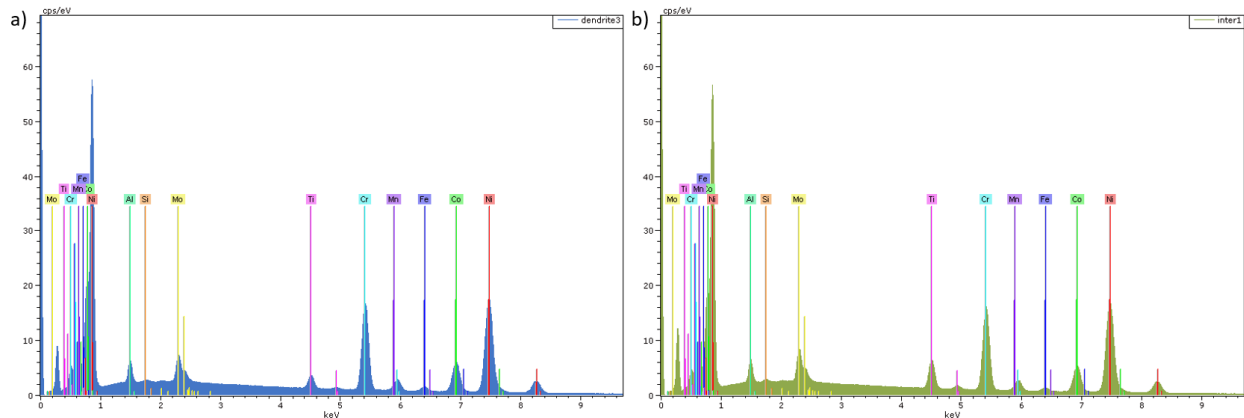 a)
cps/eV
dendrite3
60
50
40
30
20
10
0
Fe
Ti Mn Co
Mo Cr Ni Al Si Mo Ti Cr Mn Fe Co Ni
0 1 2 3 4 5 6 7 8 9
keV
b)
cps/eV
inter1
60
50
40
30
20
10
0
Fe
Ti Mn Co
Mo Cr Ni Al Si Mo Ti Cr Mn Fe Co Ni
0 1 2 3 4 5 6 7 8 9
keV